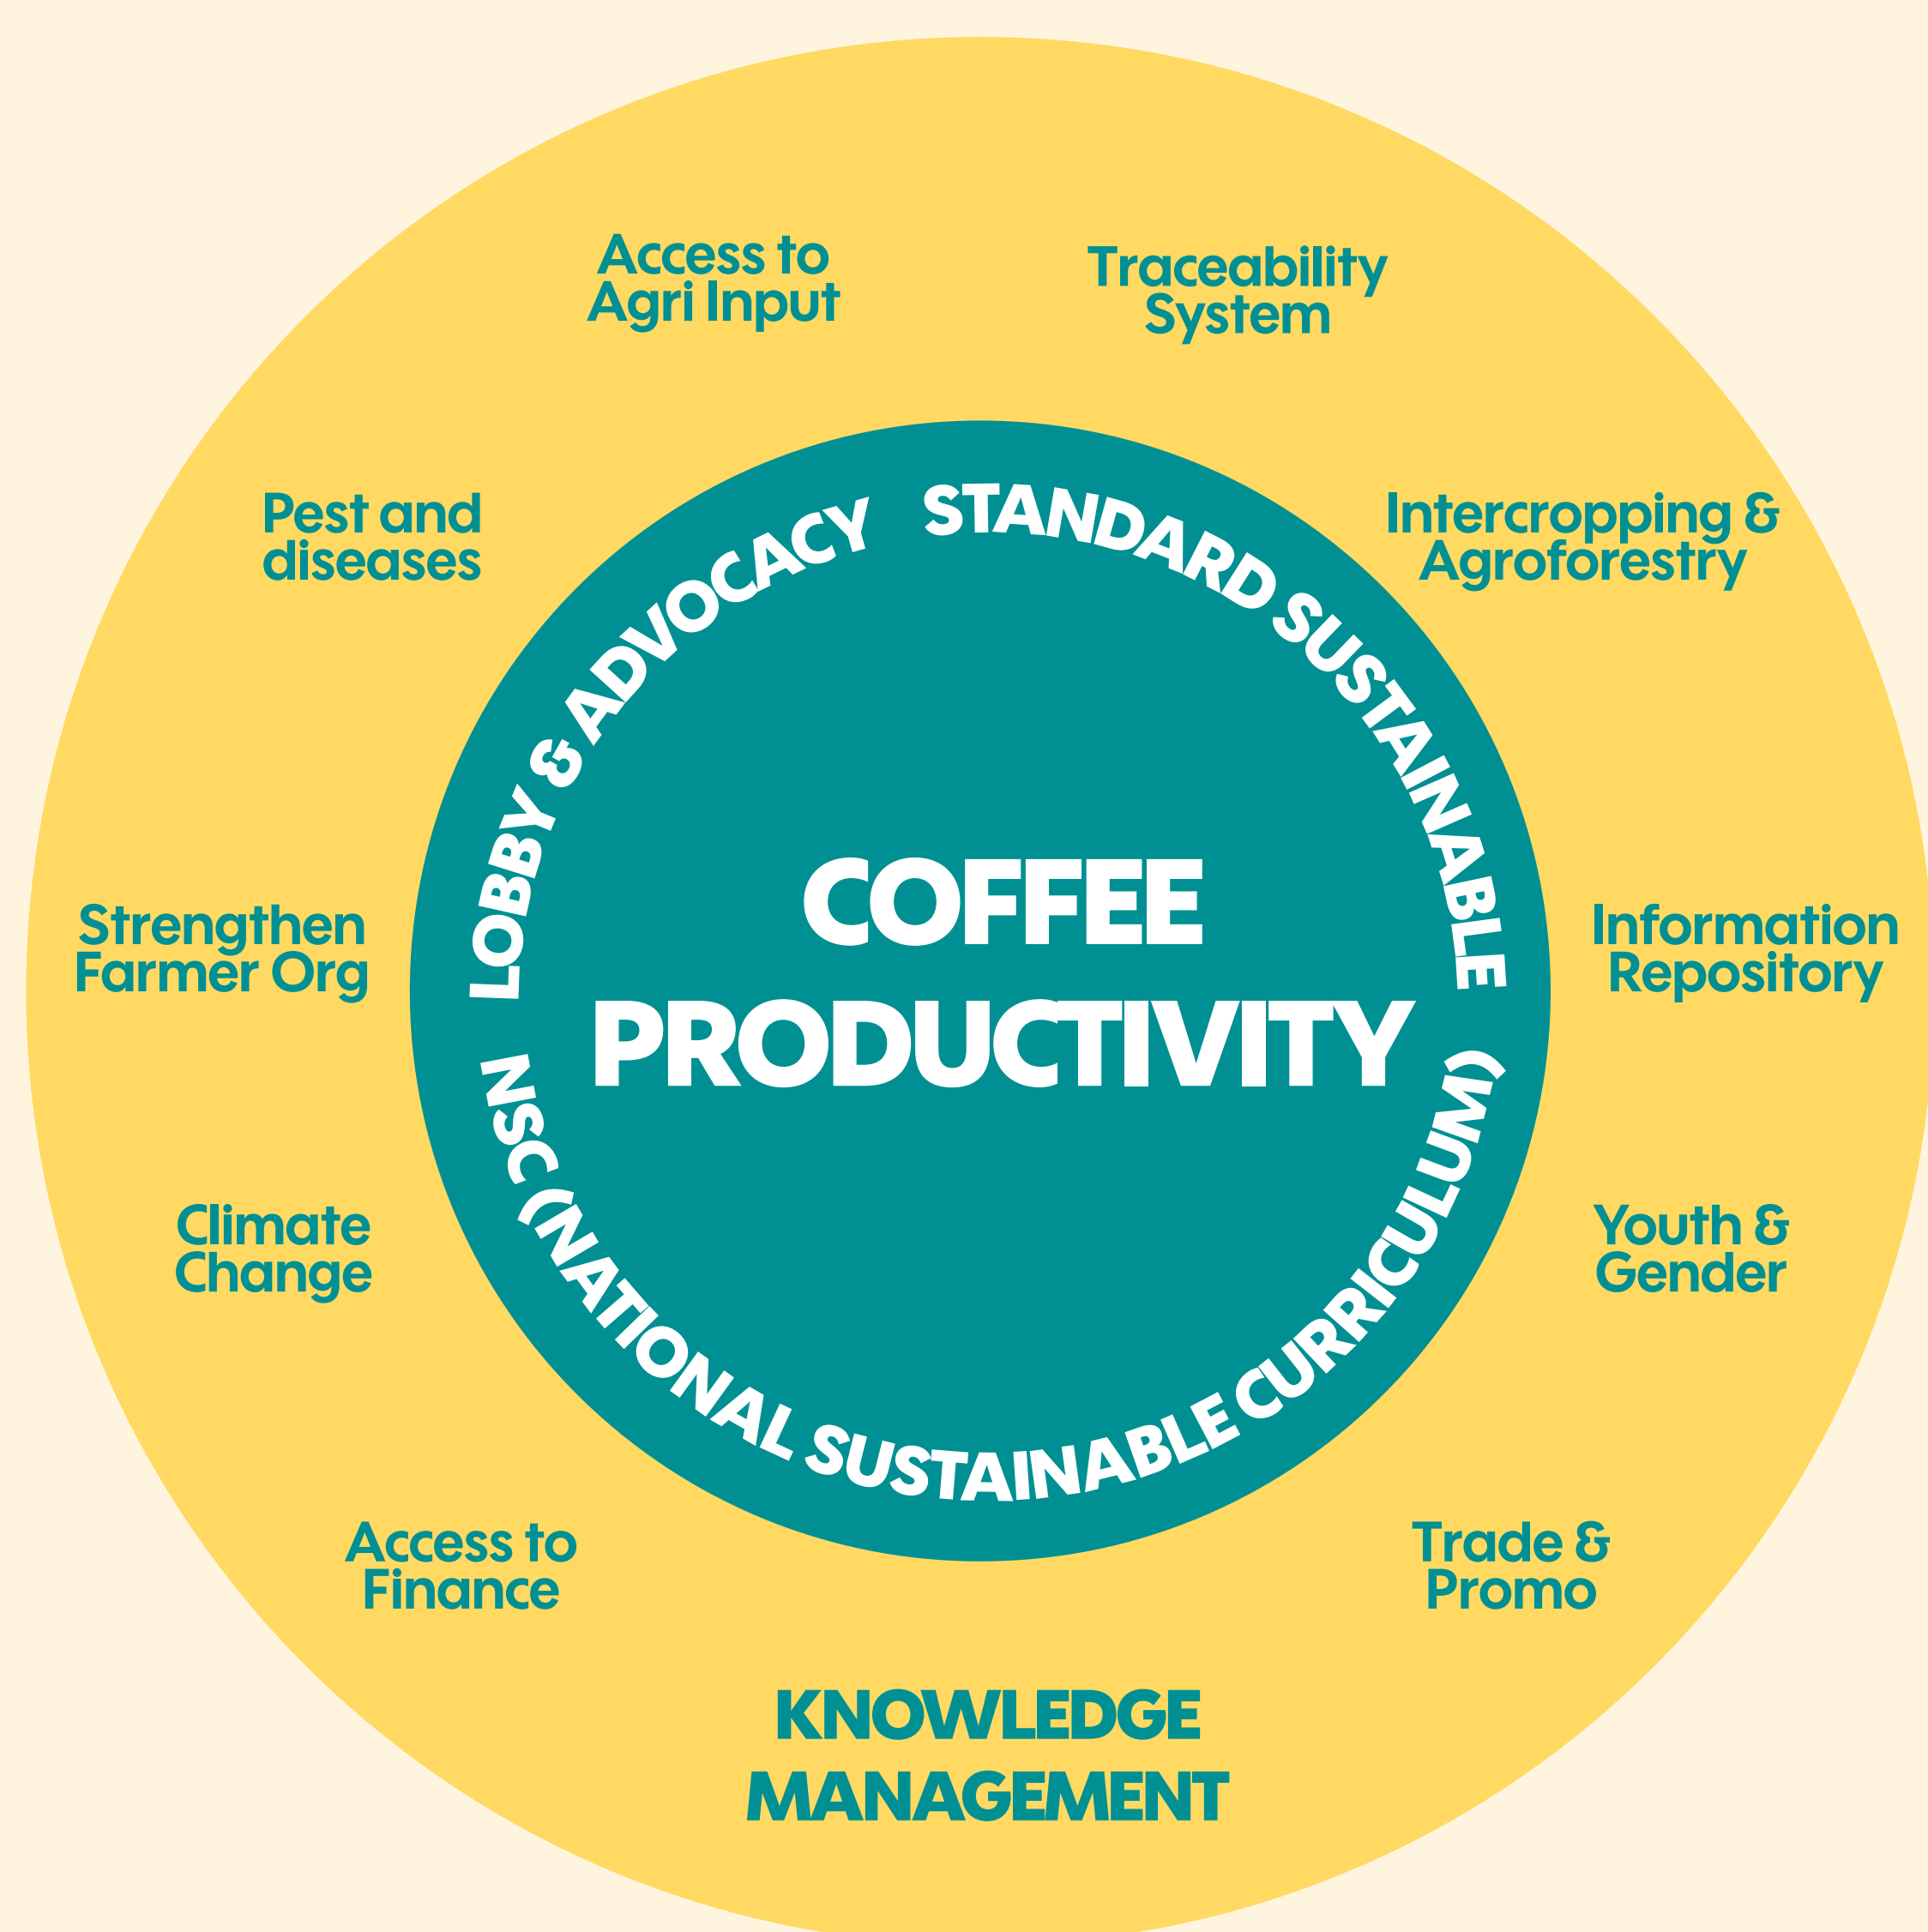 Access to
Agri Input
Traceability
System
Pest and
diseases
Intercropping &
Agroforestry
LOBBY & ADVOCACY
STANDARD SUSTAINABLE
COFFEE
PRODUCTIVITY
NSC (NATIONAL SUSTAINABLE CURRICULUM)
Strengthen
Farmer Org
Information
Repository
Climate
Change
Youth &
Gender
Access to
Finance
Trade &
Promo
KNOWLEDGE
MANAGEMENT